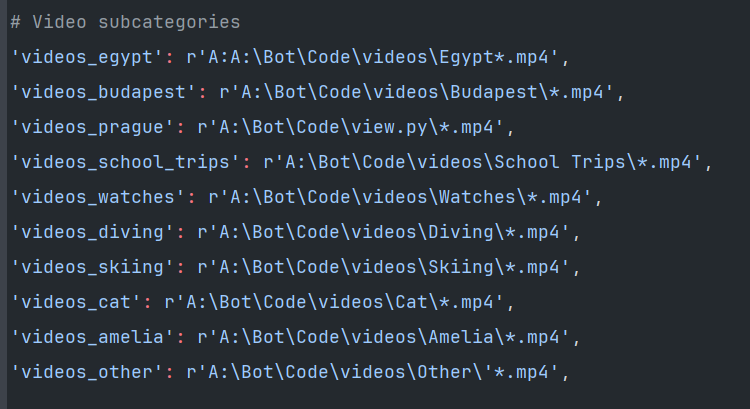 # Video subcategories
'videos_egypt': r'A:A:\Bot\Code\videos\Egypt*.mp4',
'videos_budapest': r'A:\Bot\Code\videos\Budapest\*.mp4',
'videos_prague': r'A:\Bot\Code\view.py\*.mp4',
'videos_school_trips': r'A:\Bot\Code\videos\School Trips\*.mp4',
'videos_watches': r'A:\Bot\Code\videos\Watches\*.mp4',
'videos_diving': r'A:\Bot\Code\videos\Diving\*.mp4',
'videos_skiing': r'A:\Bot\Code\videos\Skiing\*.mp4',
'videos_cat': r'A:\Bot\Code\videos\Cat\*.mp4',
'videos_amelia': r'A:\Bot\Code\videos\Amelia\*.mp4',
'videos_other': r'A:\Bot\Code\videos\Other\'*.mp4',